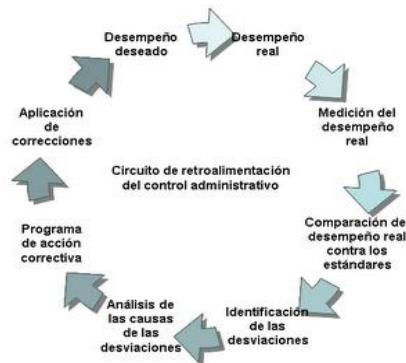 Desempeño
deseado
Desempeño
real
Medición del
desempeño
real
Comparación de
desempeño real
contra los
estándares
Identificación
de las
desviaciones
Análisis de
las causas
de las
desviaciones
Programa
de acción
correctiva
Aplicación
de
correcciones
Circuito de retroalimentación
del control administrativo